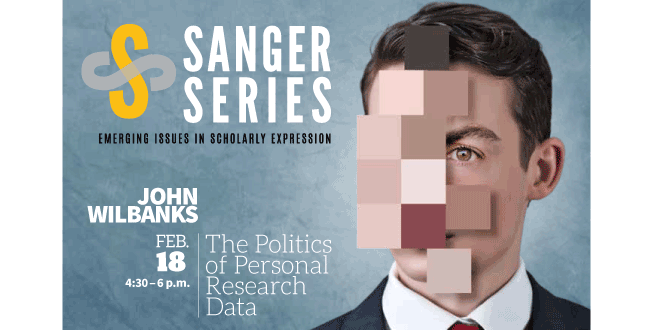 SANGER
SERIES
EMERGING ISSUES IN SCHOLARLY EXPRESSION
JOHN
WILBANKS
FEB.
18
4:30 – 6 p.m.
The Politics
of Personal
Research
Data